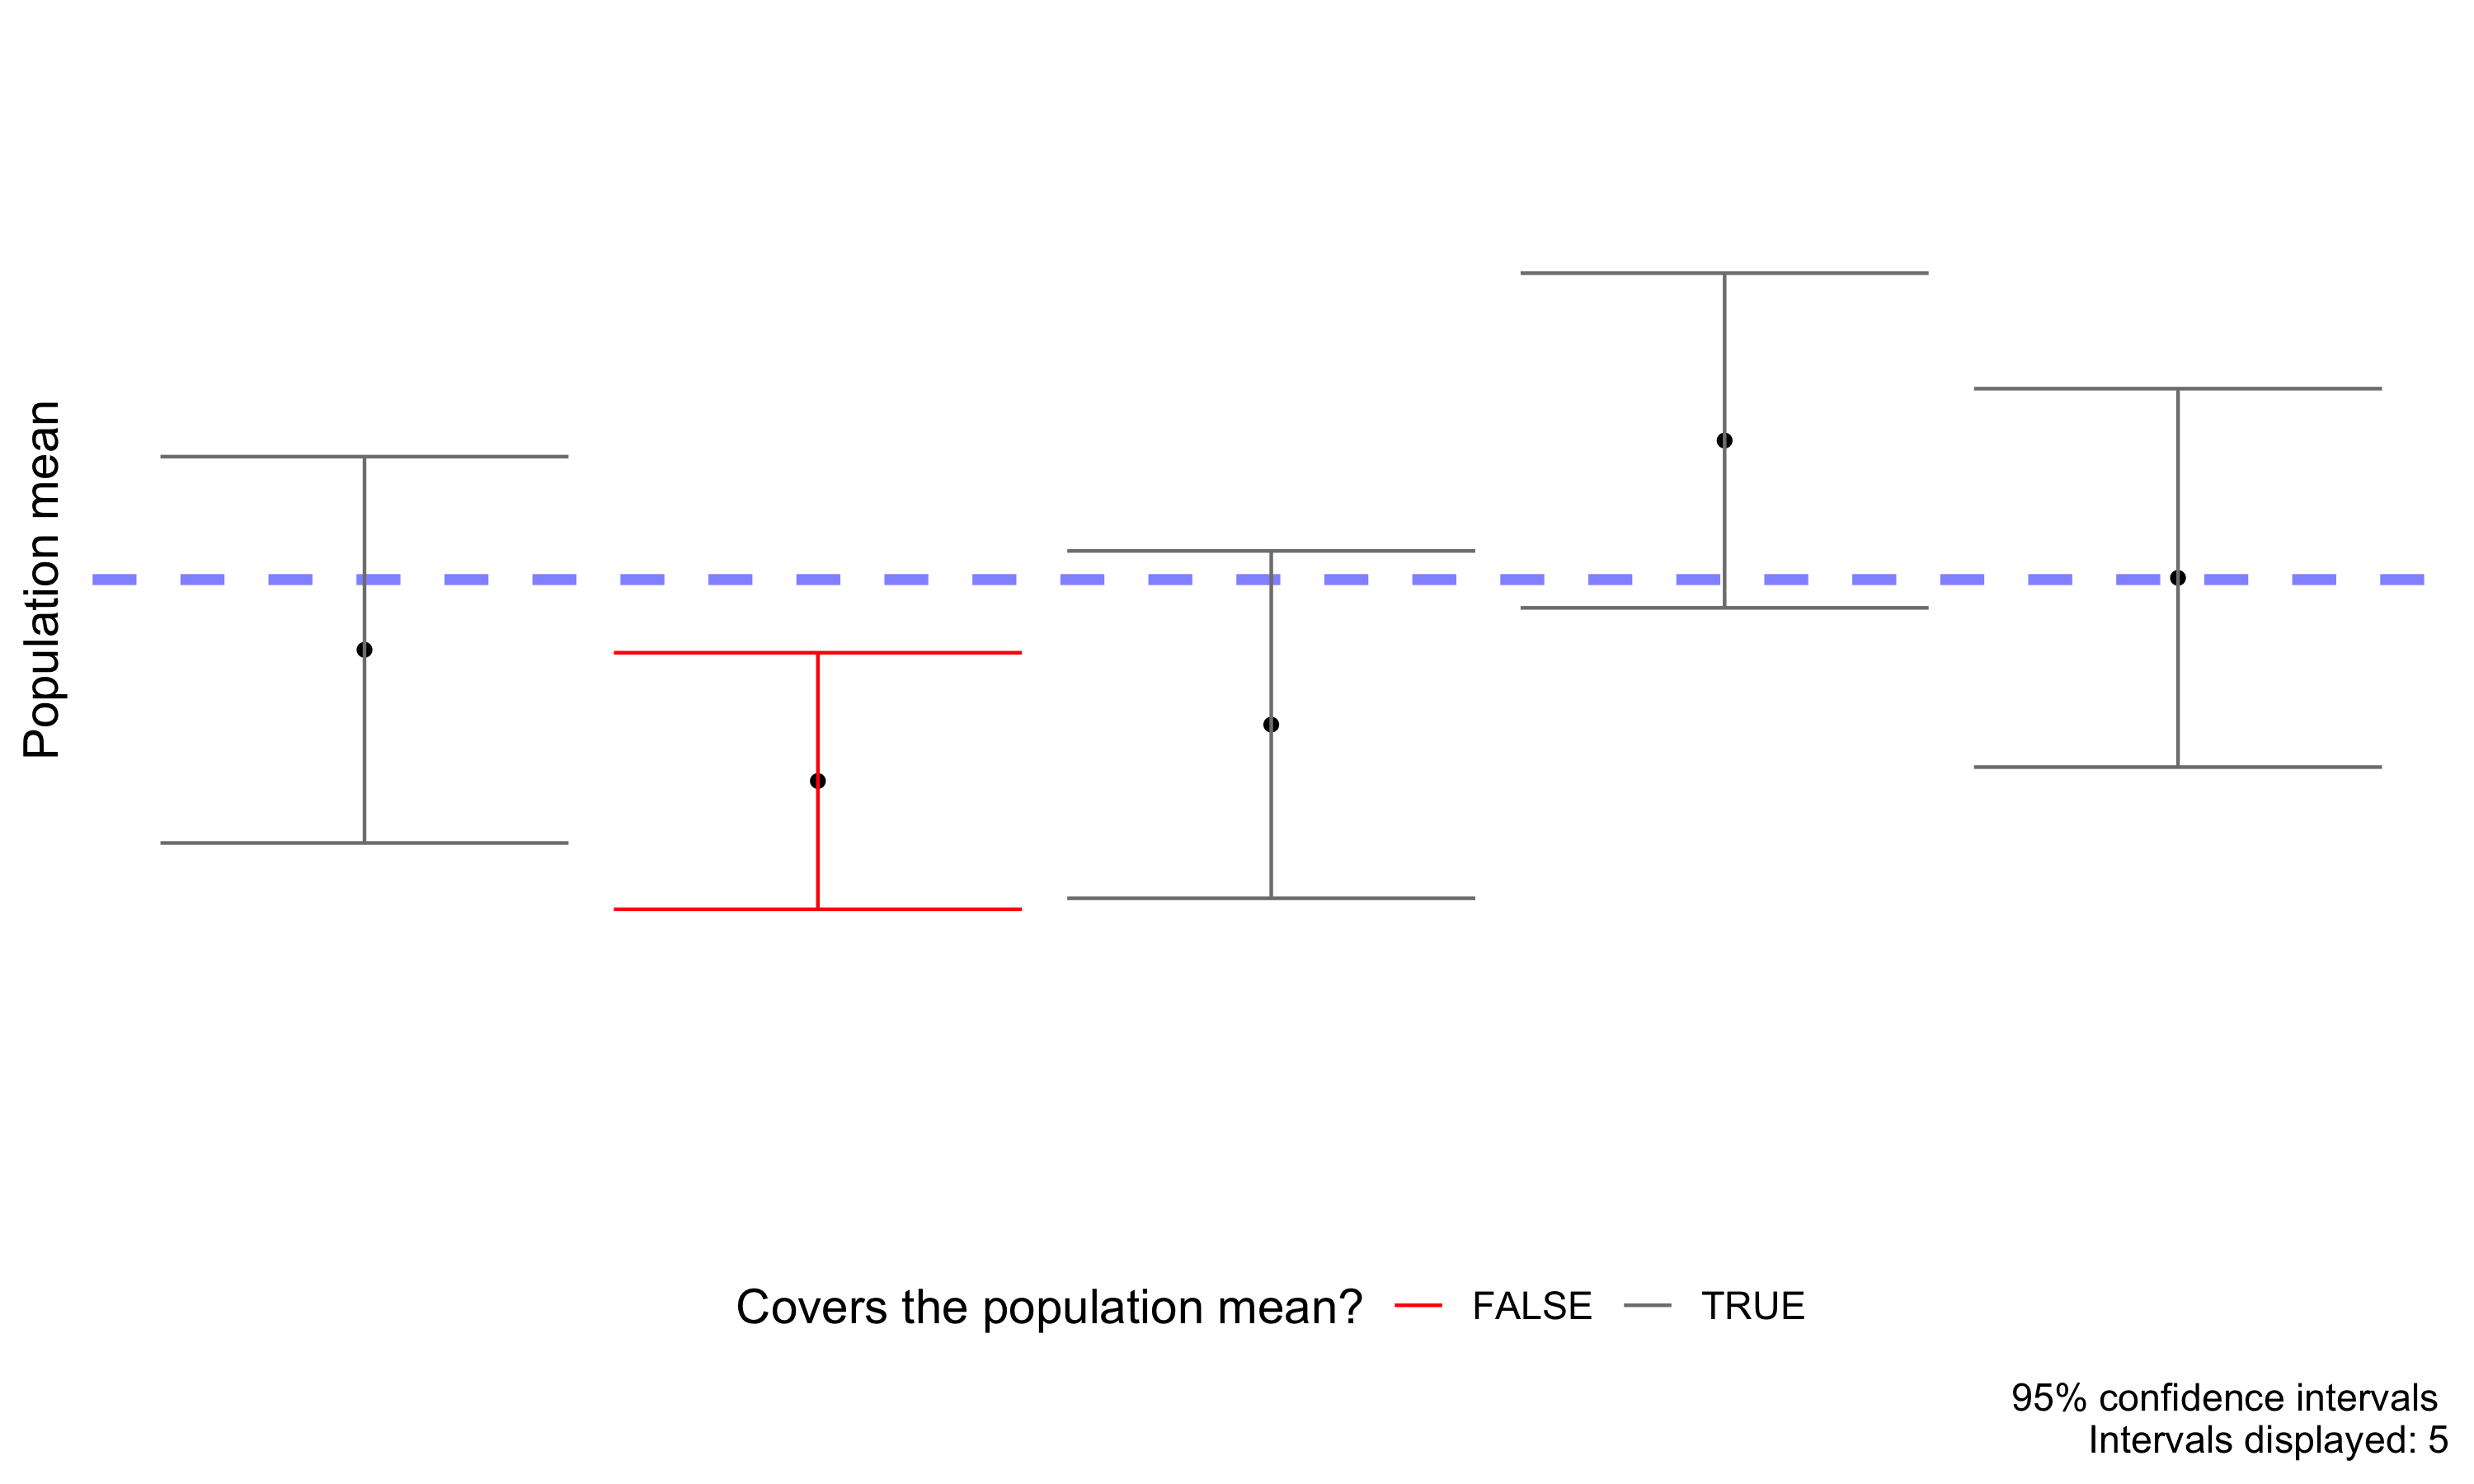 Population mean
Covers the population mean? FALSE TRUE
95% confidence intervals
Intervals displayed: 5